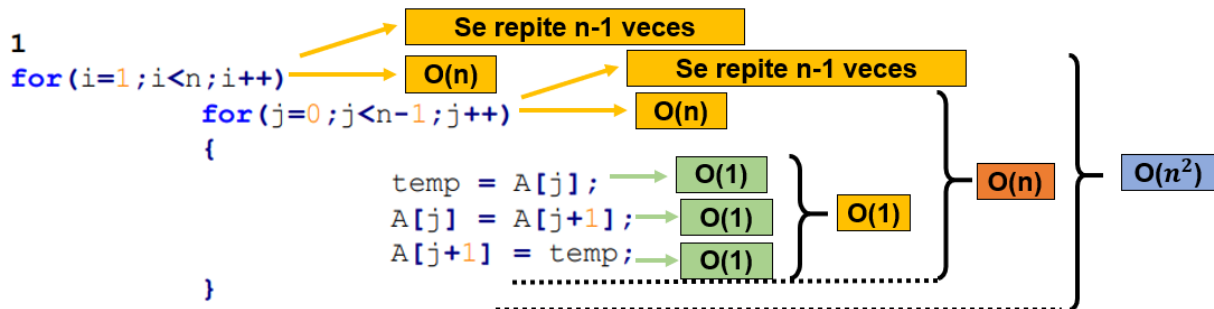 Se repite n-1 veces
1
for(i=1;i<n;i++) O(n) Se repite n-1 veces
for(j=0;j<n-1;j++) O(n)
{
temp = A[j]; O(1)
A[j] = A[j+1]; O(1) O(1) O(n) O(n²)
A[j+1] = temp; O(1)
}